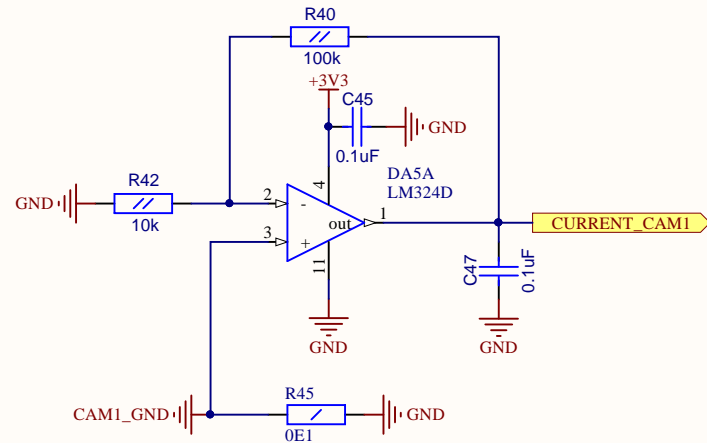 R40
100k
+3V3
C45
GND
0.1uF
DA5A
LM324D
R42
GND
10k
2
-
4
1
out
CURRENT_CAM1
3
+
11
C47
0.1uF
GND
GND
R45
CAM1_GND
GND
0E1